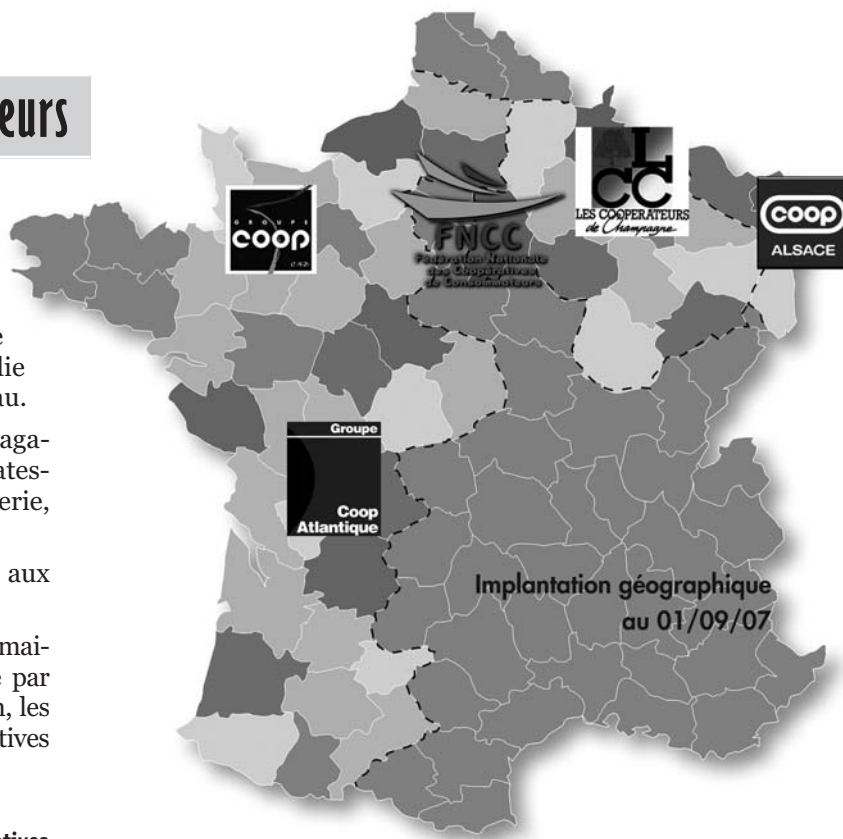 eurs
e
lie
au.
aga-
ates-
erie,
aux
mai-
e par
n, les
tives
atives
GROUPE
coop
FNCC
Fédération Nationale
des Coopératives
de Consommateurs
LCC
LES COOPERATEURS
de Champagne
coop
ALSACE
Groupe
Coop
Atlantique
Implantation géographique
au 01/09/07